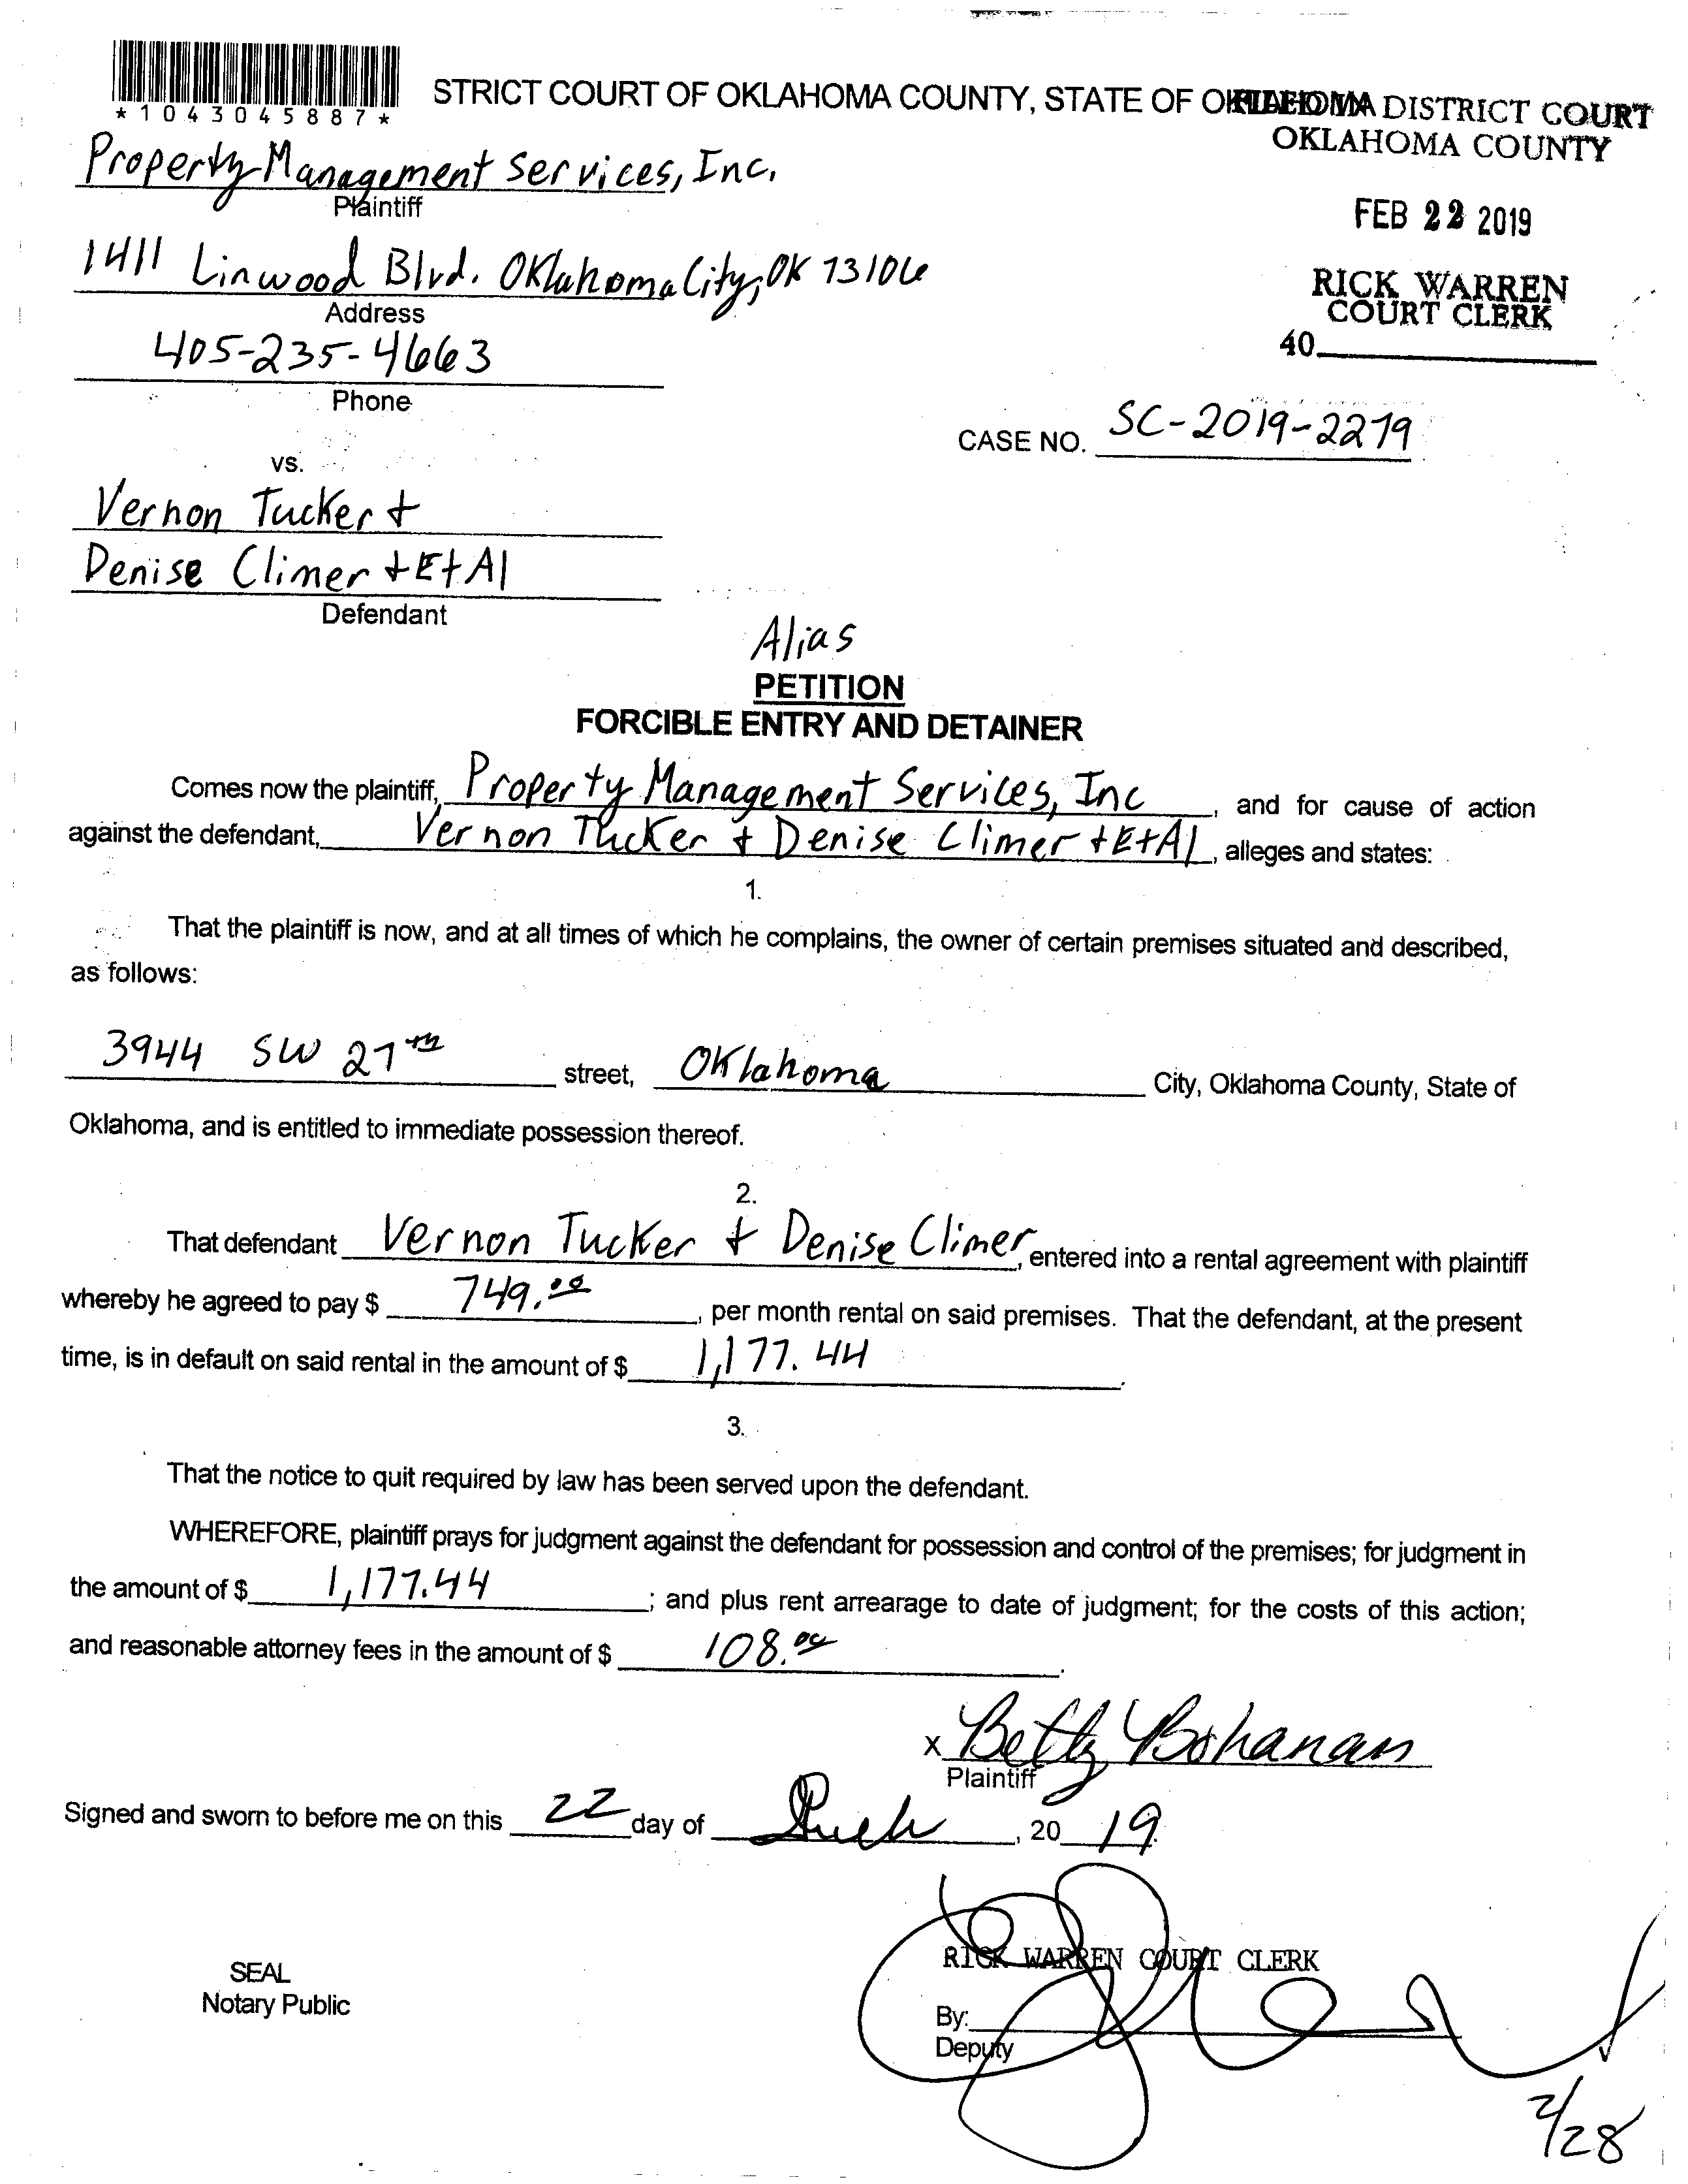 STRICT COURT OF OKLAHOMA COUNTY, STATE OF OKLAHOMA
FILED IN DISTRICT COURT
*1043045887*
OKLAHOMA COUNTY
Property Management Services, Inc.
Plaintiff
FEB 22 2019
1411 Linwood Blvd. Oklahoma City, OK 73106
Address
RICK WARREN
COURT CLERK
405-235-4663
40
Phone
CASE NO. SC-2019-2279
vs.
Vernon Tucker +
Denise Climer + Et Al
Defendant
Alias
PETITION
FORCIBLE ENTRY AND DETAINER
Comes now the plaintiff, Property Management Services, Inc, and for cause of action
against the defendant, Vernon Tucker + Denise Climer + Et Al, alleges and states:
1.
That the plaintiff is now, and at all times of which he complains, the owner of certain premises situated and described,
as follows:
3944 SW 27th street, Oklahoma City, Oklahoma County, State of
Oklahoma, and is entitled to immediate possession thereof.
2.
That defendant Vernon Tucker + Denise Climer, entered into a rental agreement with plaintiff
whereby he agreed to pay $ 749.00, per month rental on said premises. That the defendant, at the present
time, is in default on said rental in the amount of $ 1,177.44.
3.
That the notice to quit required by law has been served upon the defendant.
WHEREFORE, plaintiff prays for judgment against the defendant for possession and control of the premises; for judgment in
the amount of $ 1,177.44; and plus rent arrearage to date of judgment; for the costs of this action;
and reasonable attorney fees in the amount of $ 108.00.
x Betty Bohanan
Plaintiff
Signed and sworn to before me on this 22 day of , 20 19
RICK WARREN COURT CLERK
SEAL
Notary Public
By:
Deputy
2/28